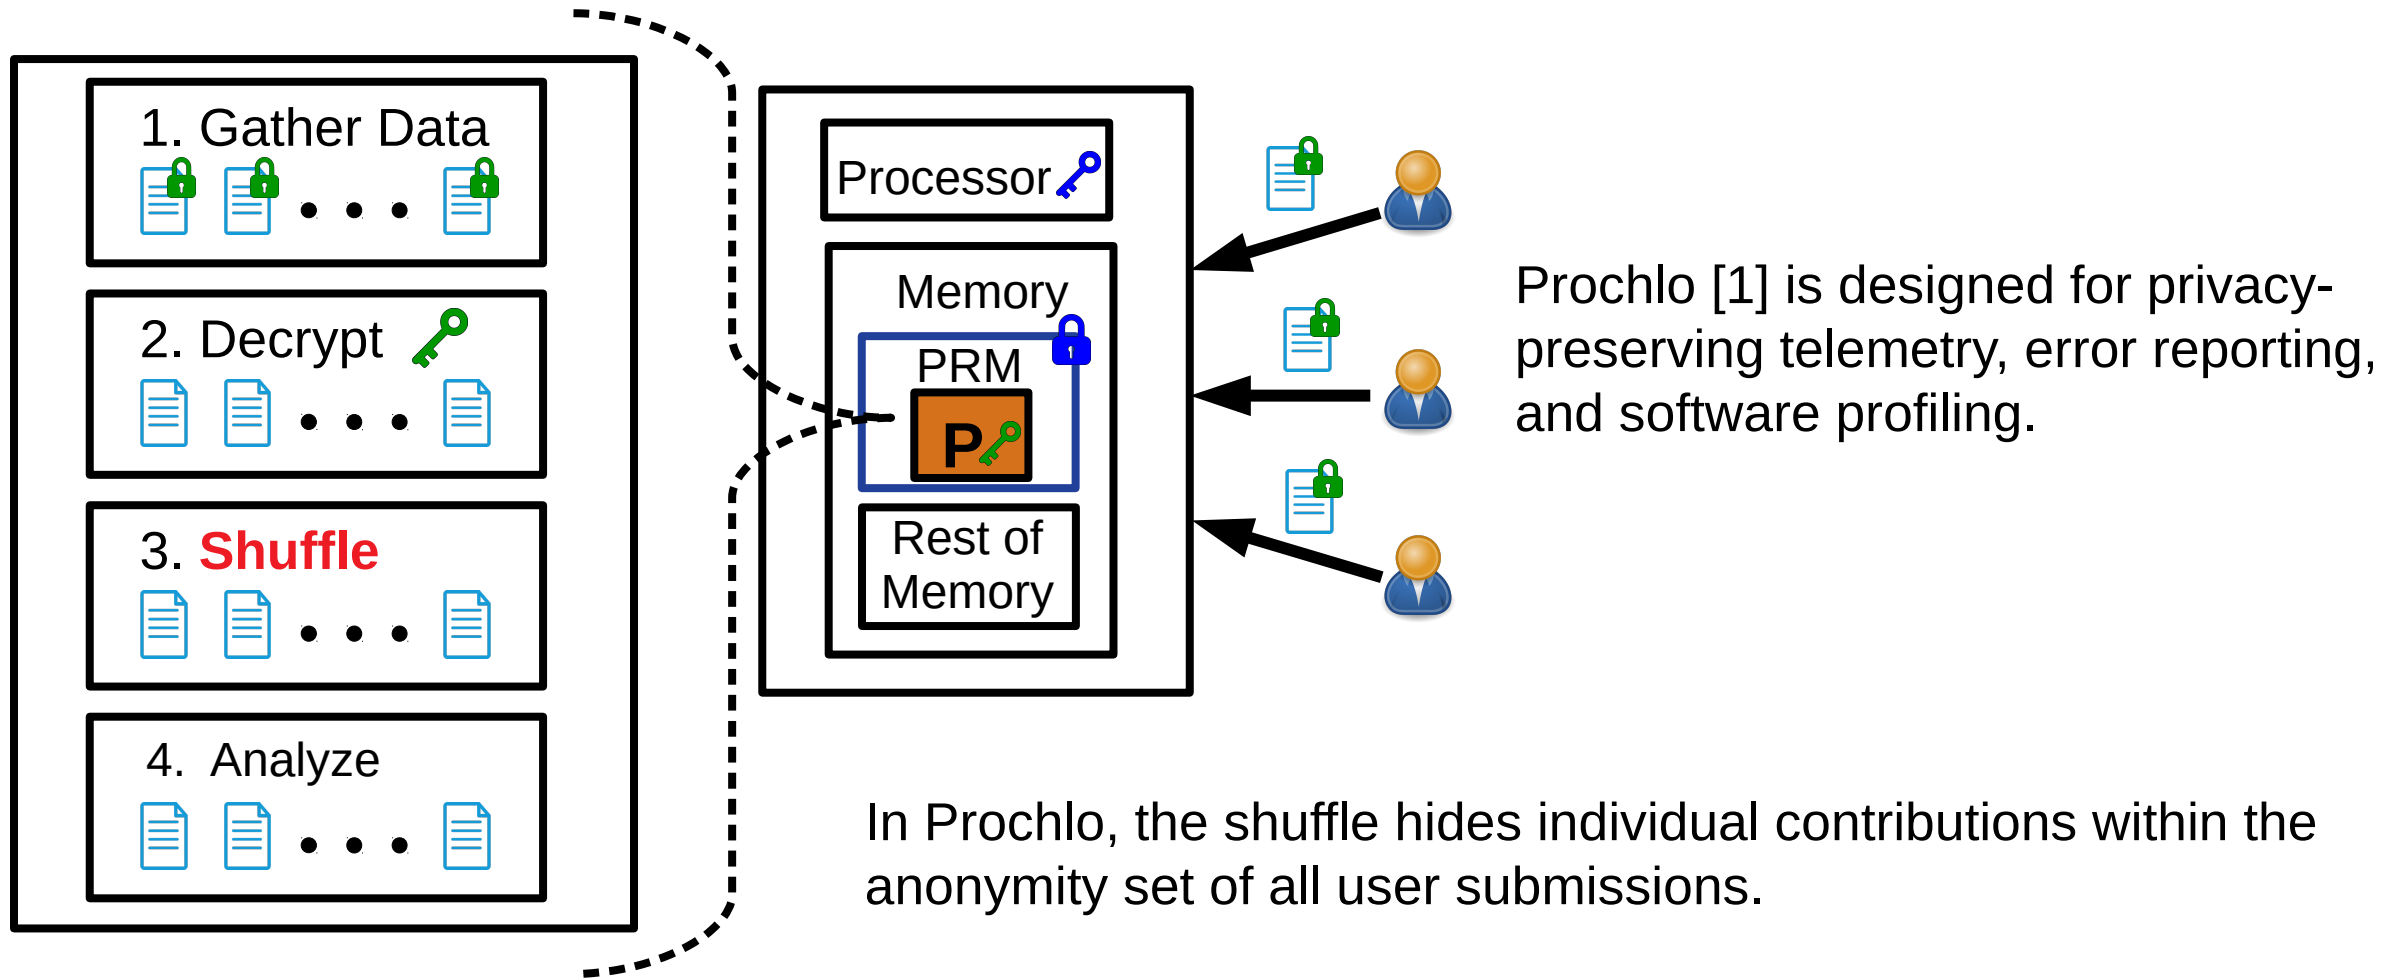 1. Gather Data
2. Decrypt
3. Shuffle
4. Analyze
Processor
Memory
PRM
P
Rest of
Memory
Prochlo [1] is designed for privacy-
preserving telemetry, error reporting,
and software profiling.
In Prochlo, the shuffle hides individual contributions within the
anonymity set of all user submissions.